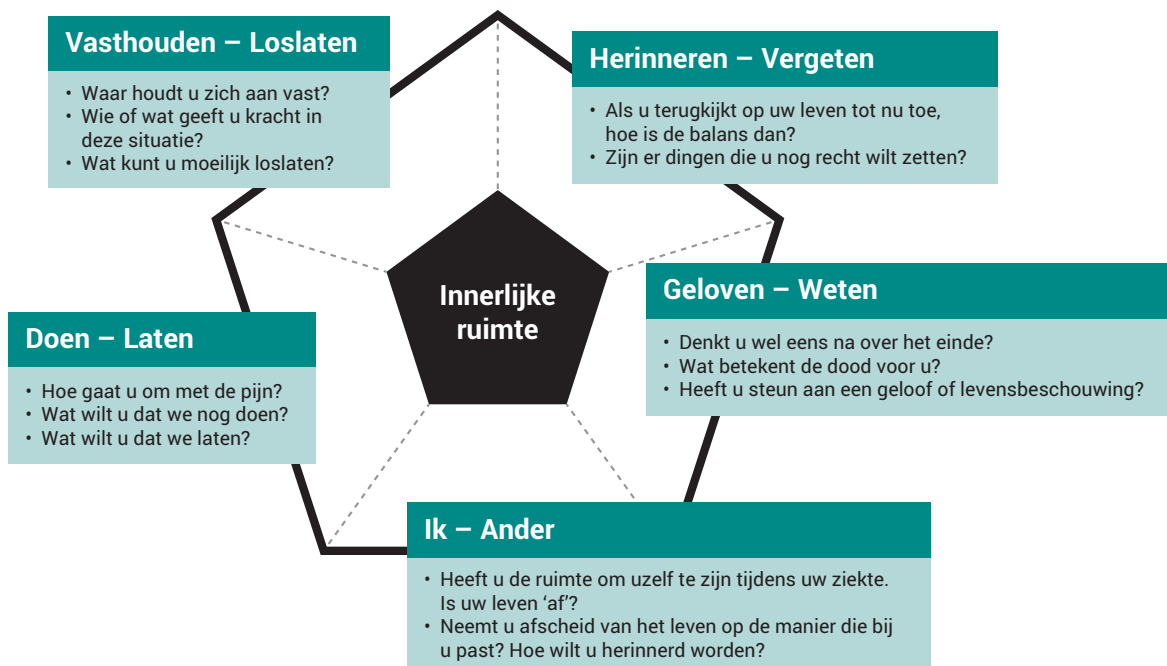 Vasthouden – Loslaten
• Waar houdt u zich aan vast?
• Wie of wat geeft u kracht in
deze situatie?
• Wat kunt u moeilijk loslaten?
Herinneren – Vergeten
• Als u terugkijkt op uw leven tot nu toe,
hoe is de balans dan?
• Zijn er dingen die u nog recht wilt zetten?
Innerlijke
ruimte
Geloven – Weten
• Denkt u wel eens na over het einde?
• Wat betekent de dood voor u?
• Heeft u steun aan een geloof of levensbeschouwing?
Doen – Laten
• Hoe gaat u om met de pijn?
• Wat wilt u dat we nog doen?
• Wat wilt u dat we laten?
Ik – Ander
• Heeft u de ruimte om uzelf te zijn tijdens uw ziekte.
Is uw leven ‘af’?
• Neemt u afscheid van het leven op de manier die bij
u past? Hoe wilt u herinnerd worden?